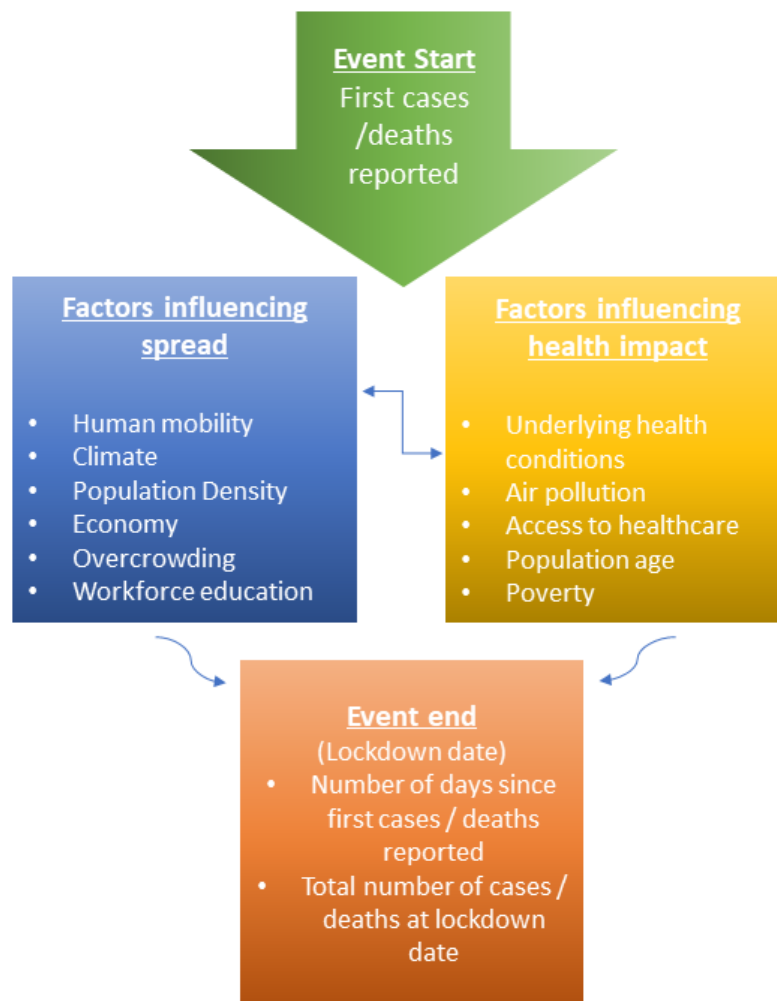 Event Start
First cases
/deaths
reported
Factors influencing
spread
• Human mobility
• Climate
• Population Density
• Economy
• Overcrowding
• Workforce education
Factors influencing
health impact
• Underlying health
conditions
• Air pollution
• Access to healthcare
• Population age
• Poverty
Event end
(Lockdown date)
• Number of days since
first cases / deaths
reported
• Total number of cases /
deaths at lockdown
date